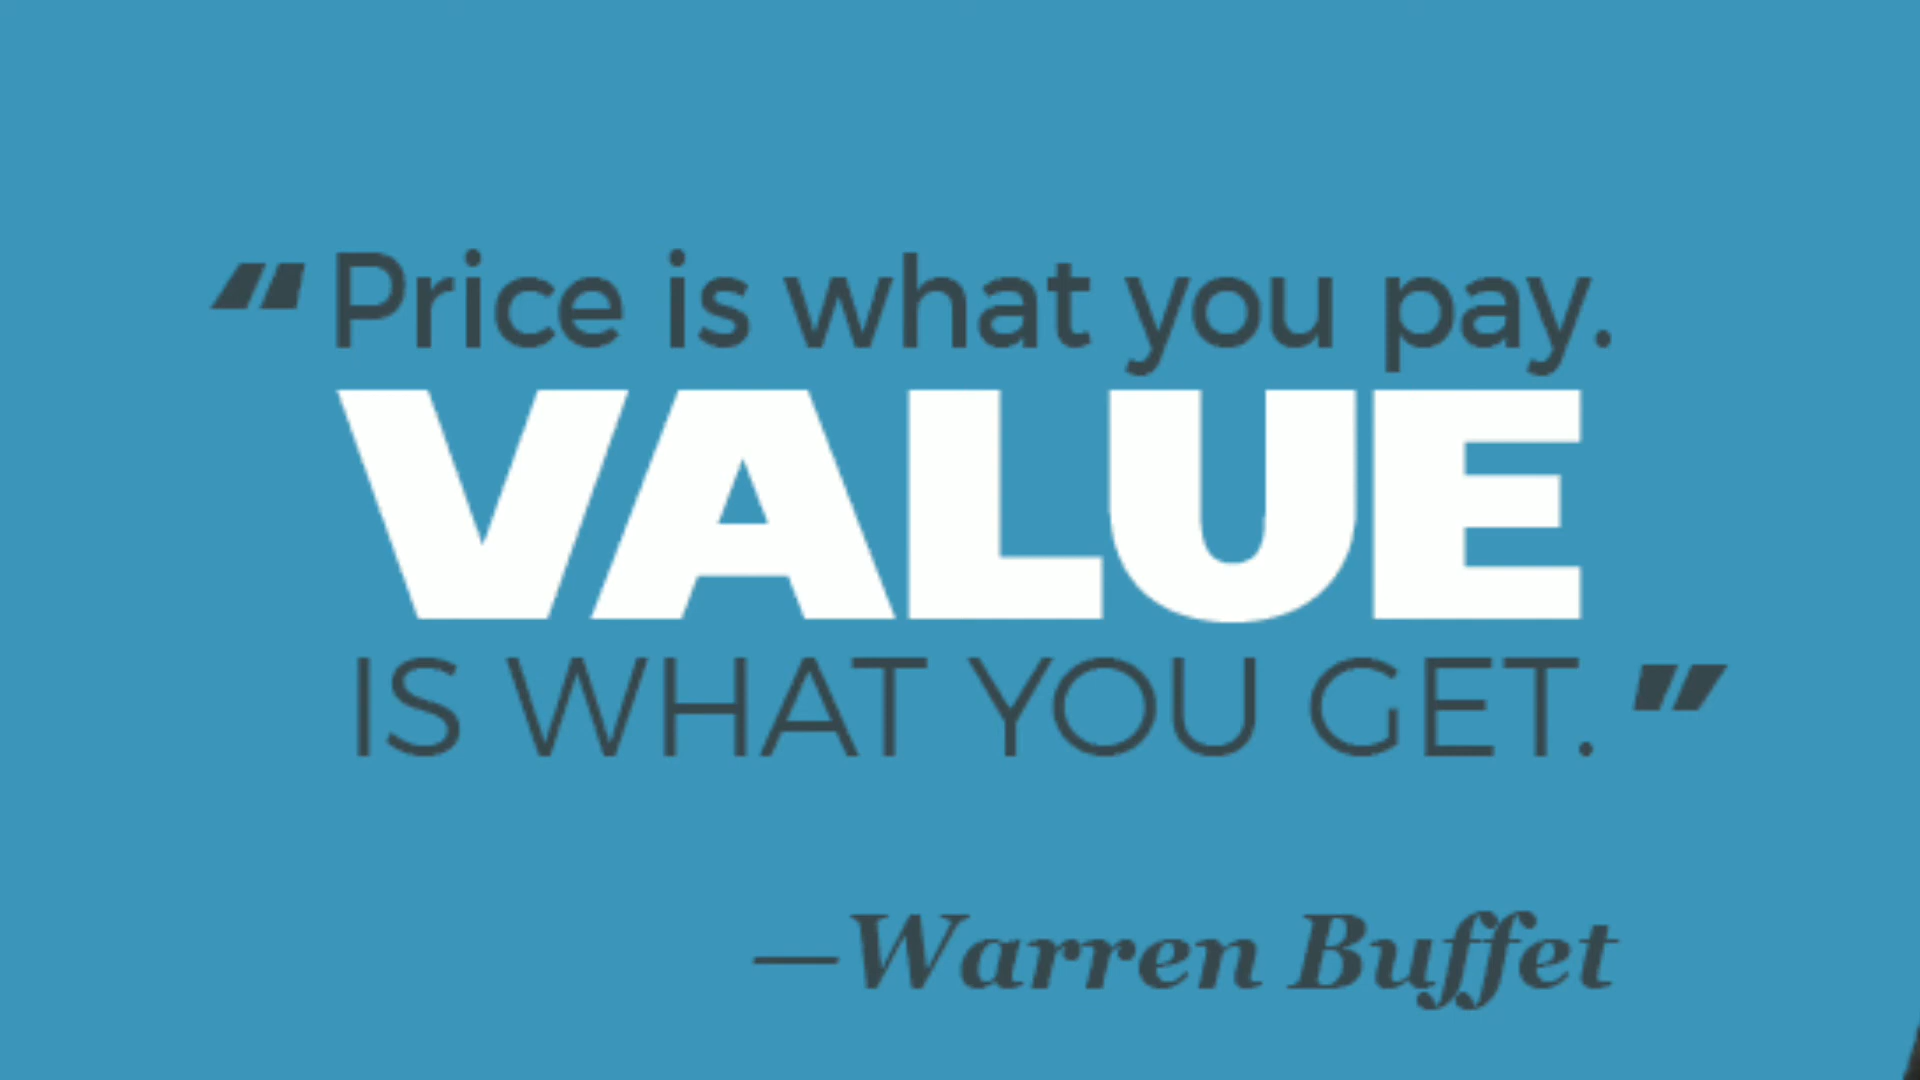 “Price is what you pay.
VALUE
IS WHAT YOU GET.”
—Warren Buffet